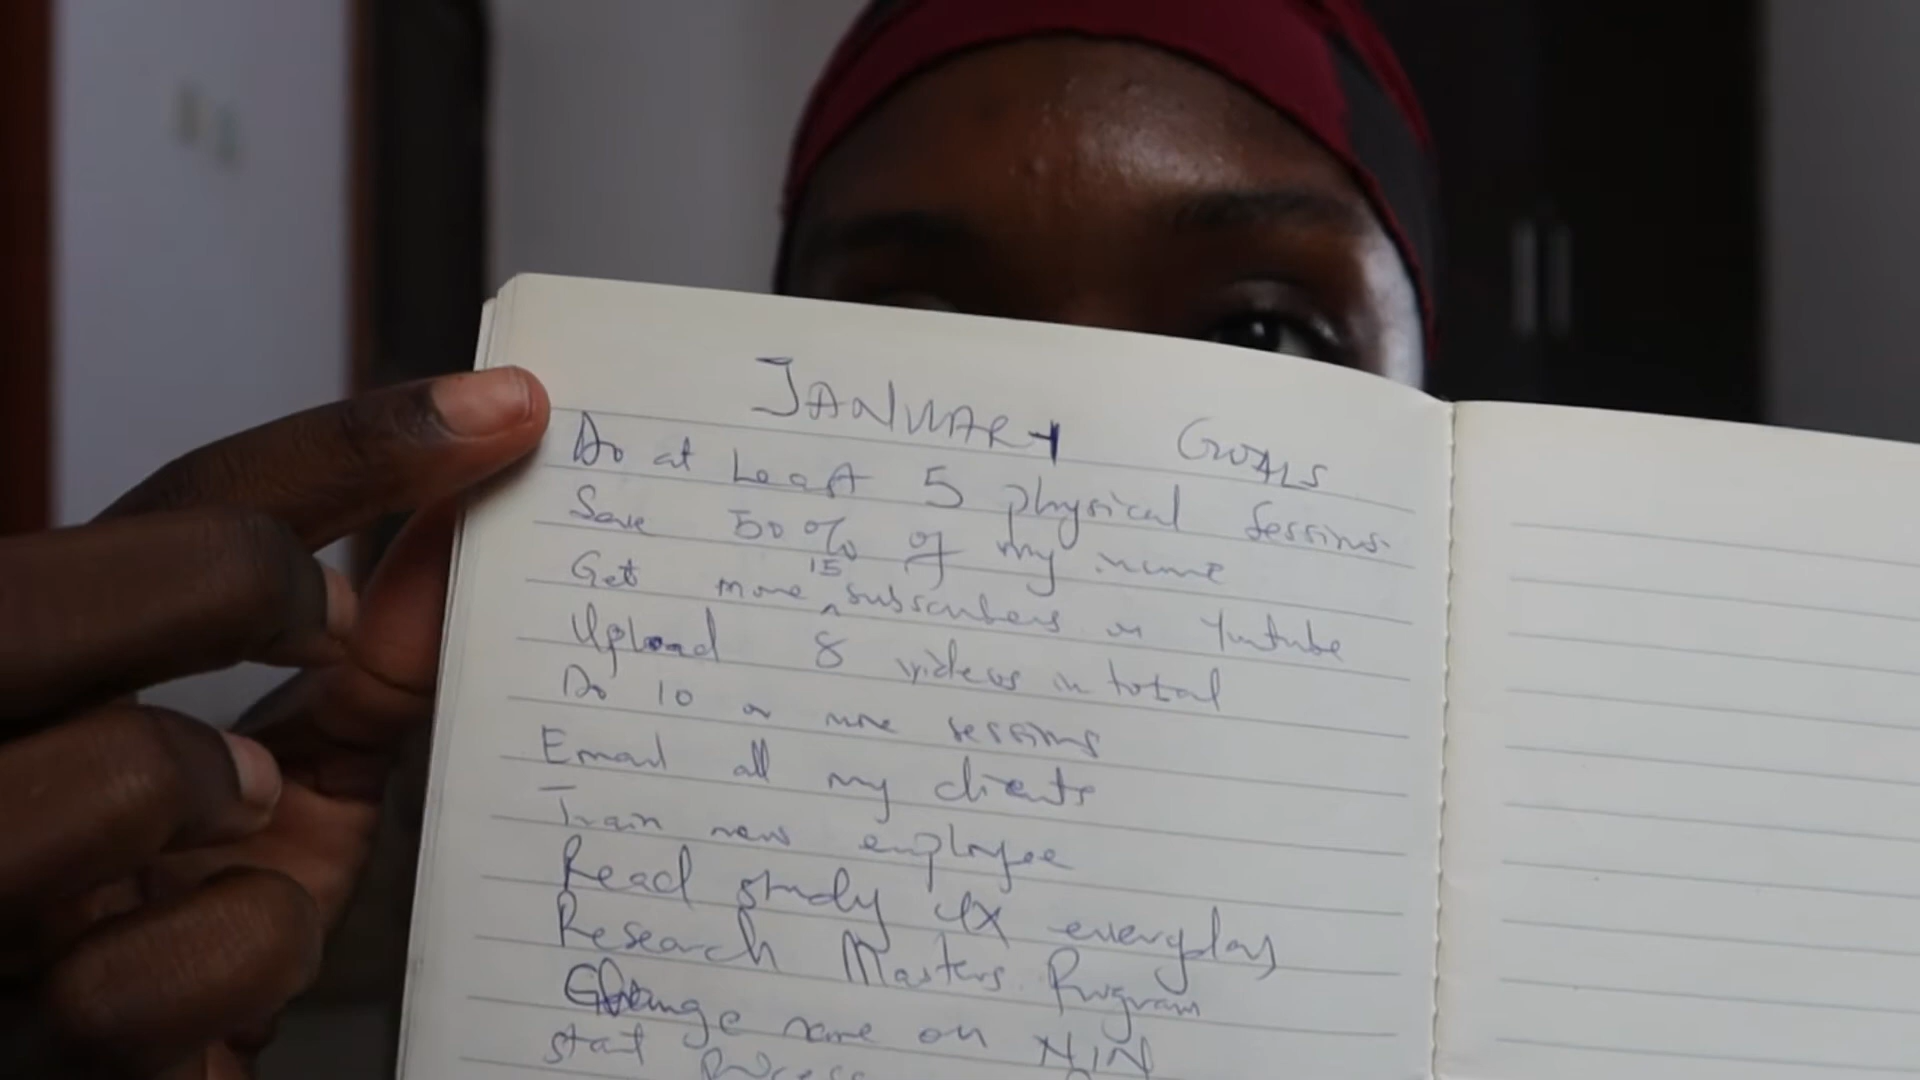 JANUARY GOALS
Do at least 5 physical sessions
Save 50% of my income
Get more 15 subscribers on Youtube
Upload 8 videos in total
Do 10 or more sessions
Email all my clients
Train new employee
Read study 4x everyday
Research Masters Program
Change name on NIN
start process